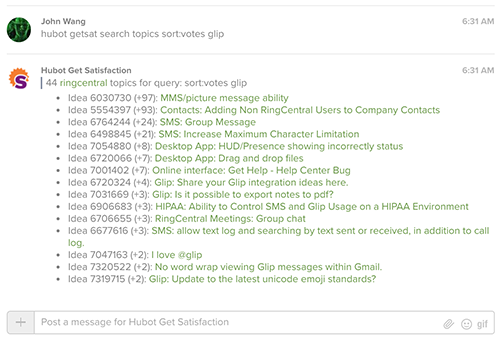 John Wang 6:31 AM
hubot getsat search topics sort:votes glip
Hubot Get Satisfaction 6:31 AM
44 ringcentral topics for query: sort:votes glip
• Idea 6030730 (+97): MMS/picture message ability
• Idea 5554397 (+93): Contacts: Adding Non RingCentral Users to Company Contacts
• Idea 6764244 (+24): SMS: Group Message
• Idea 6498845 (+21): SMS: Increase Maximum Character Limitation
• Idea 7054880 (+8): Desktop App: HUD/Presence showing incorrectly status
• Idea 6720066 (+7): Desktop App: Drag and drop files
• Idea 7001402 (+7): Online interface: Get Help - Help Center Bug
• Idea 6720324 (+4): Glip: Share your Glip integration ideas here.
• Idea 7031669 (+3): Glip: Is it possible to export notes to pdf?
• Idea 6906683 (+3): HIPAA: Ability to Control SMS and Glip Usage on a HIPAA Environment
• Idea 6706655 (+3): RingCentral Meetings: Group chat
• Idea 6677616 (+3): SMS: allow text log and searching by text sent or received, in addition to call
log.
• Idea 7047163 (+2): I love @glip
• Idea 7320522 (+2): No word wrap viewing Glip messages within Gmail.
• Idea 7319715 (+2): Glip: Update to the latest unicode emoji standards?
Post a message for Hubot Get Satisfaction gif